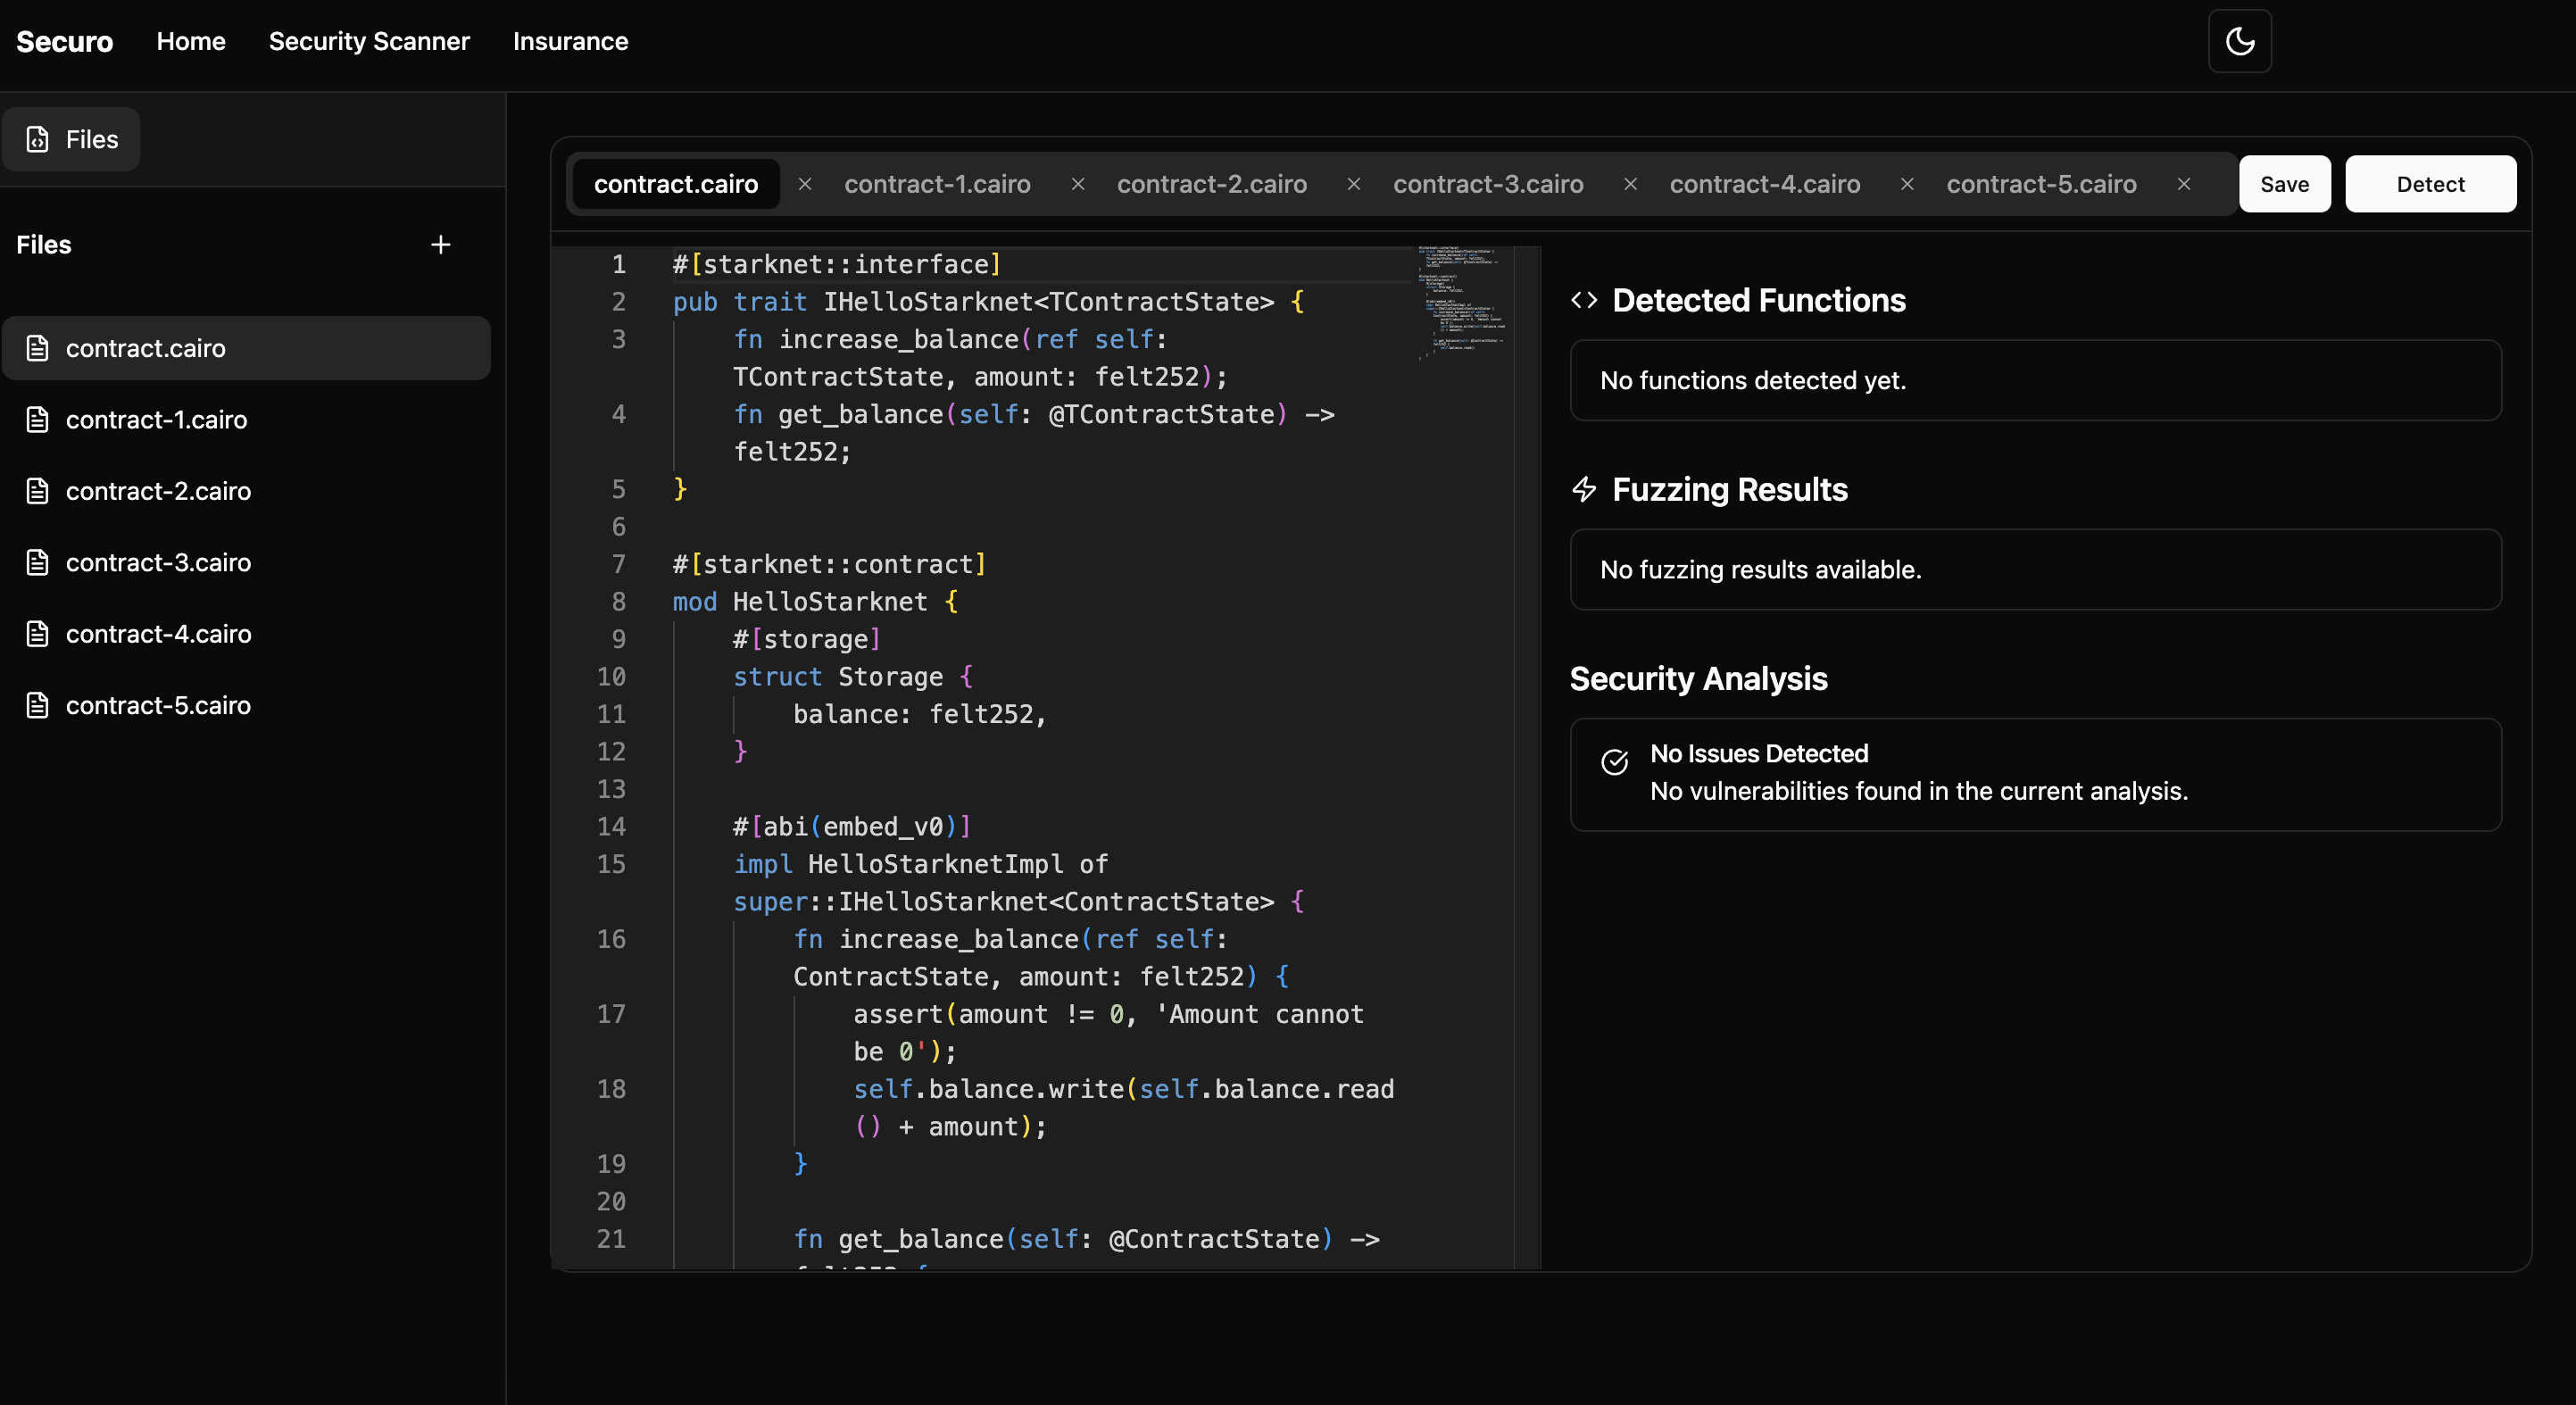 Securo Home Security Scanner Insurance
Files
Files
contract.cairo
contract-1.cairo
contract-2.cairo
contract-3.cairo
contract-4.cairo
contract-5.cairo
contract.cairo × contract-1.cairo × contract-2.cairo × contract-3.cairo × contract-4.cairo × contract-5.cairo × Save Detect
1 #[starknet::interface]
2 pub trait IHelloStarknet<TContractState> {
3 fn increase_balance(ref self:
TContractState, amount: felt252);
4 fn get_balance(self: @TContractState) ->
felt252;
5 }
6
7 #[starknet::contract]
8 mod HelloStarknet {
9 #[storage]
10 struct Storage {
11 balance: felt252,
12 }
13
14 #[abi(embed_v0)]
15 impl HelloStarknetImpl of
super::IHelloStarknet<ContractState> {
16 fn increase_balance(ref self:
ContractState, amount: felt252) {
17 assert(amount != 0, 'Amount cannot
be 0');
18 self.balance.write(self.balance.read
() + amount);
19 }
20
21 fn get_balance(self: @ContractState) ->
Detected Functions
No functions detected yet.
Fuzzing Results
No fuzzing results available.
Security Analysis
No Issues Detected
No vulnerabilities found in the current analysis.